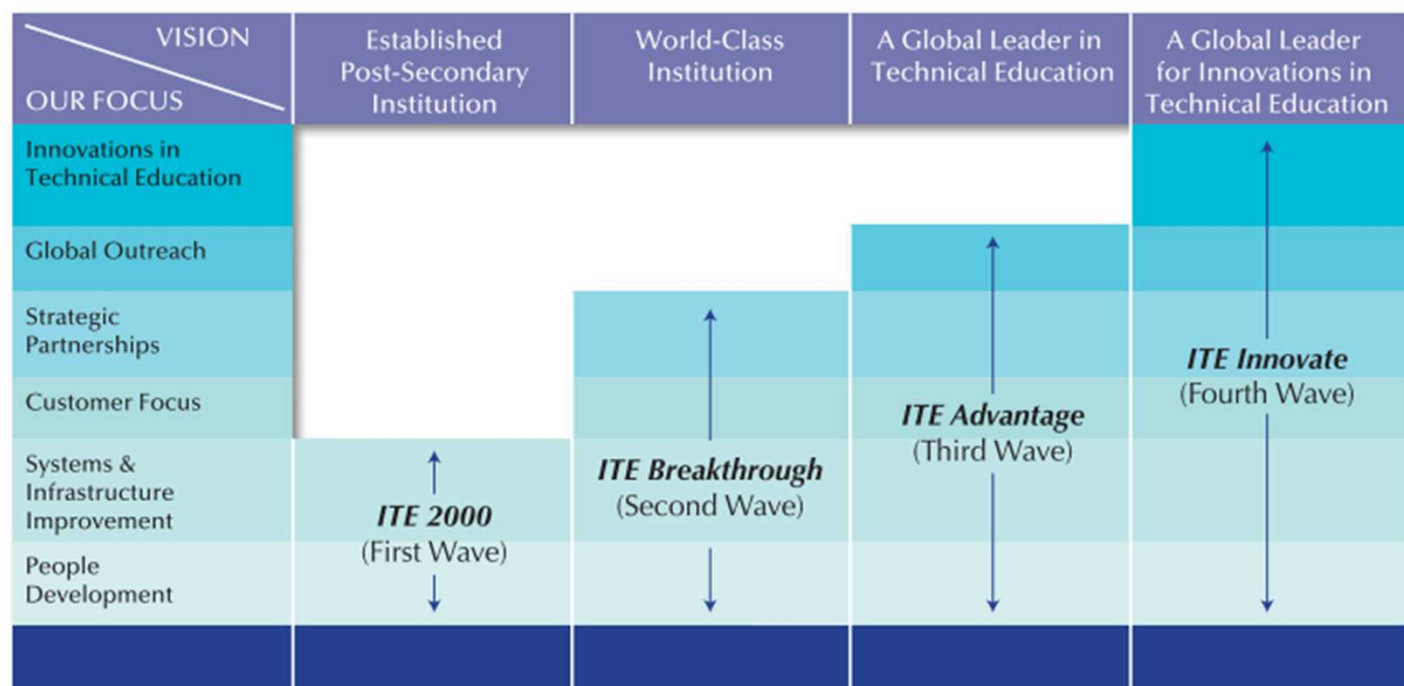 VISION
OUR FOCUS
Established
Post-Secondary
Institution
World-Class
Institution
A Global Leader in
Technical Education
A Global Leader
for Innovations in
Technical Education
Innovations in
Technical Education
Global Outreach
Strategic
Partnerships
Customer Focus
Systems &
Infrastructure
Improvement
People
Development
ITE 2000
(First Wave)
ITE Breakthrough
(Second Wave)
ITE Advantage
(Third Wave)
ITE Innovate
(Fourth Wave)